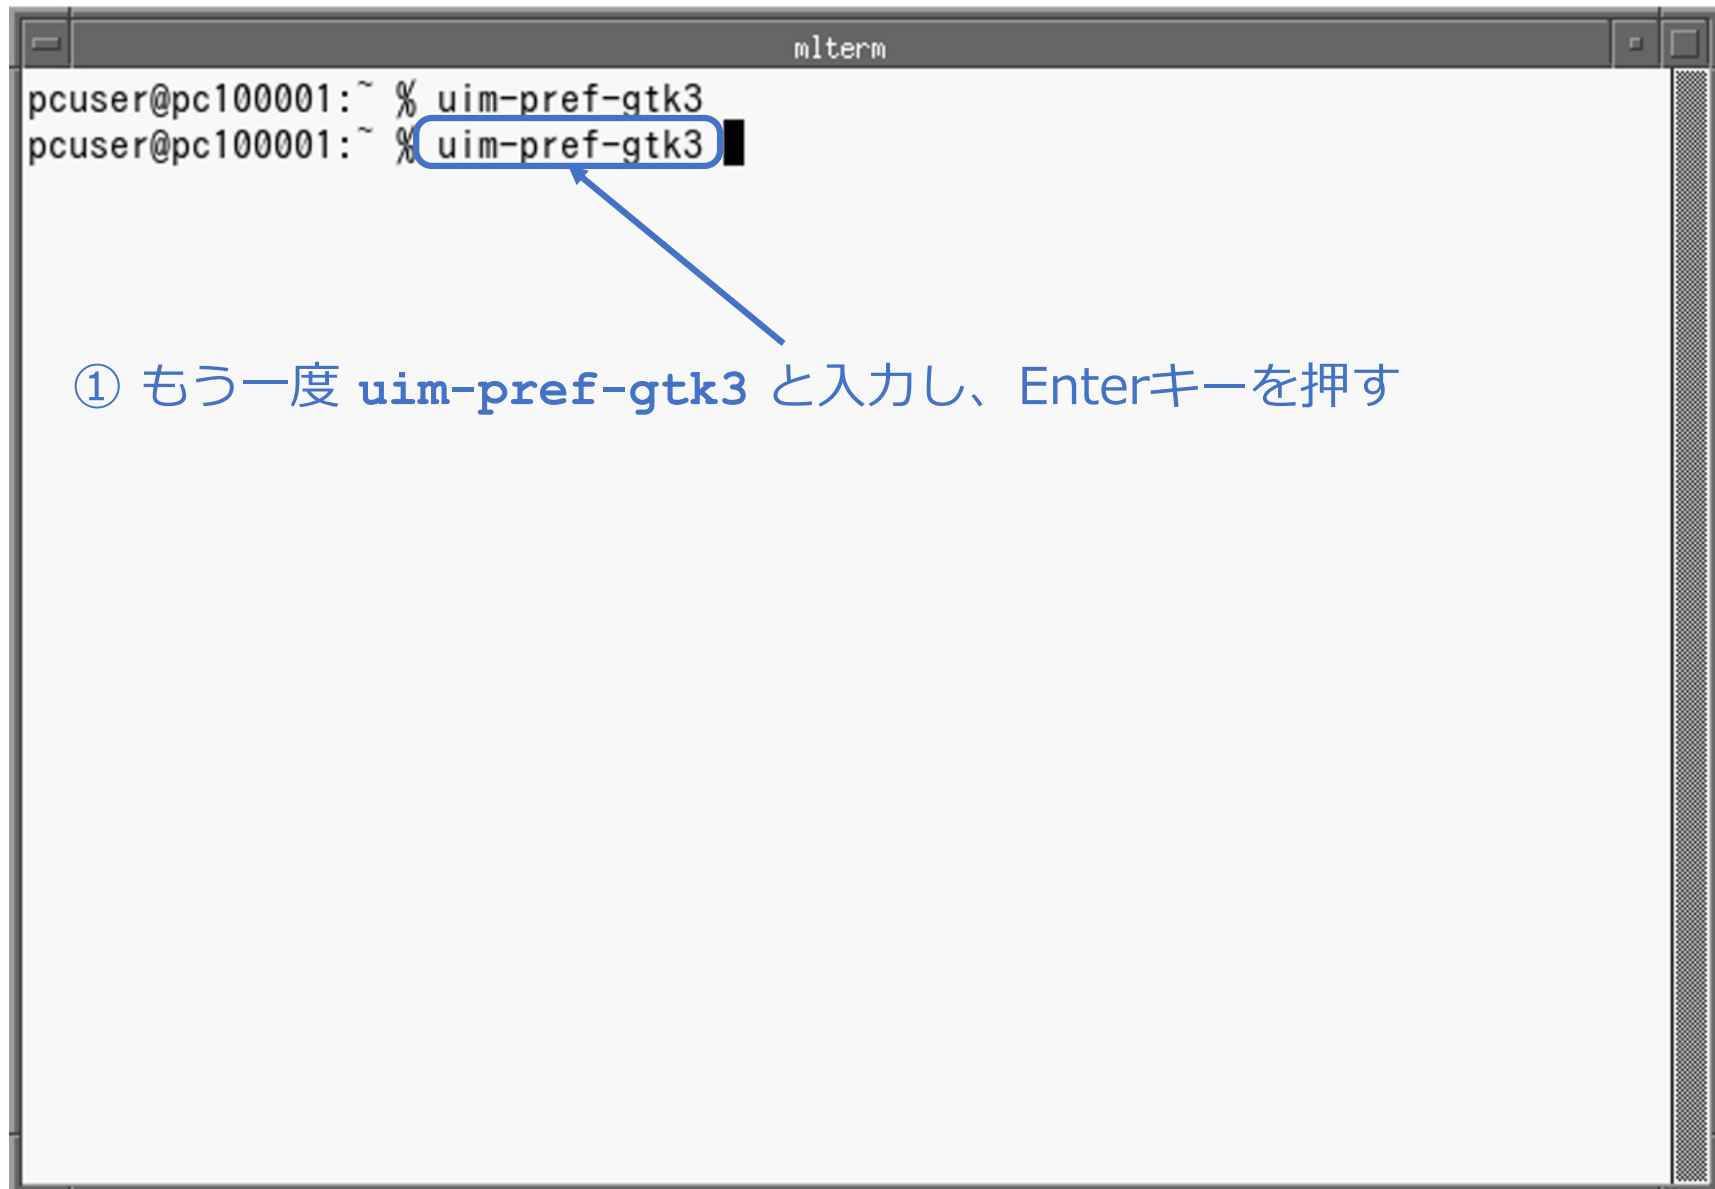 mlterm
pcuser@pc100001:~ % uim-pref-gtk3
pcuser@pc100001:~ % uim-pref-gtk3
① もう一度 uim-pref-gtk3 と入力し、Enterキーを押す